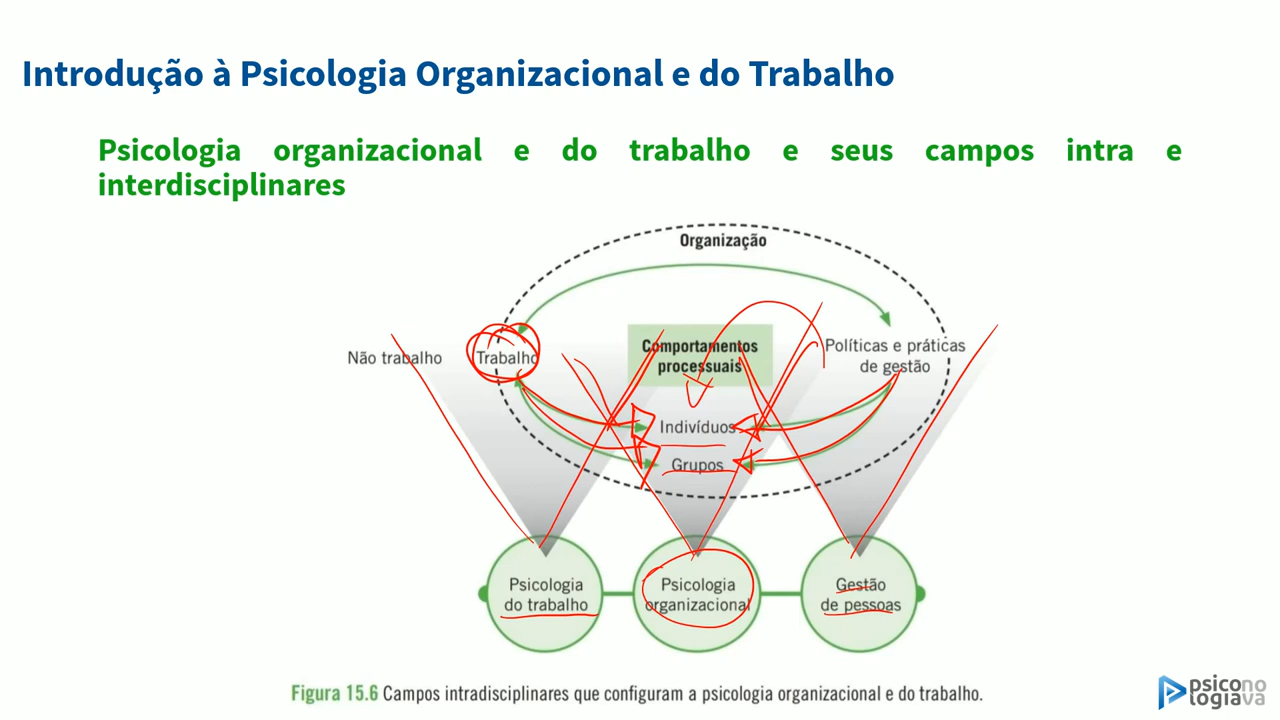 Introdução à Psicologia Organizacional e do Trabalho
Psicologia organizacional e do trabalho e seus campos intra e
interdisciplinares
Organização
Não trabalho
Trabalho
Comportamentos
processuais
Políticas e práticas
de gestão
Indivíduos
Grupos
Psicologia
do trabalho
Psicologia
organizacional
Gestão
de pessoas
Figura 15.6 Campos intradisciplinares que configuram a psicologia organizacional e do trabalho.
psicono
logiava